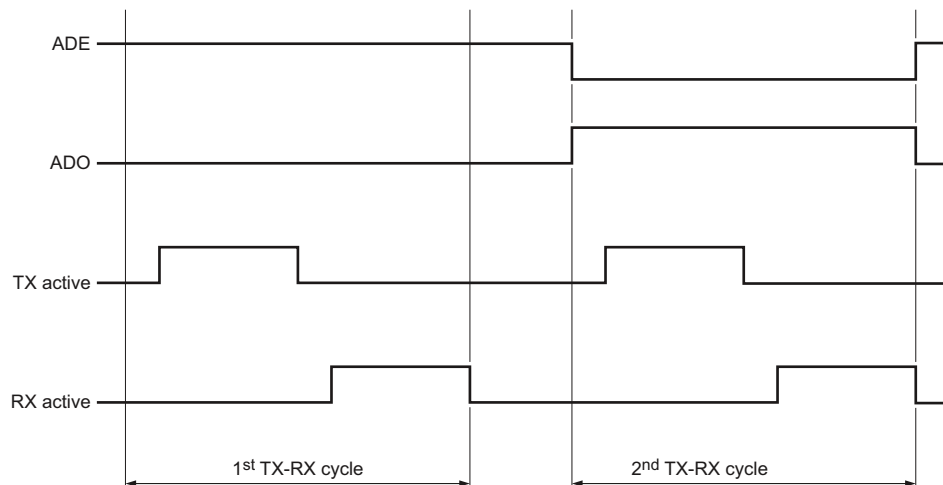 ADE
ADO
TX active
RX active
1st TX-RX cycle
2nd TX-RX cycle